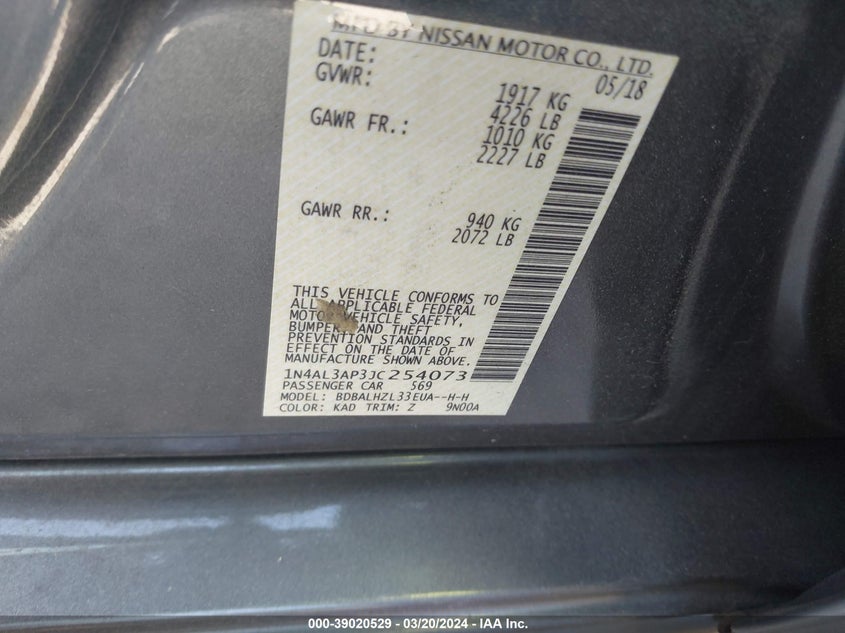 MFD BY NISSAN MOTOR CO., LTD.
DATE: 05/18
GVWR: 1917 KG
4226 LB
GAWR FR.: 1010 KG
2227 LB
GAWR RR.: 940 KG
2072 LB
THIS VEHICLE CONFORMS TO
ALL APPLICABLE FEDERAL
MOTOR VEHICLE SAFETY,
BUMPER, AND THEFT
PREVENTION STANDARDS IN
EFFECT ON THE DATE OF
MANUFACTURE SHOWN ABOVE.
1N4AL3AP3JC254073
PASSENGER CAR 569
MODEL: BDBALHZL33EUA--H-H
COLOR: KAD TRIM: Z 9N00A
000-39020529 - 03/20/2024 - IAA Inc.